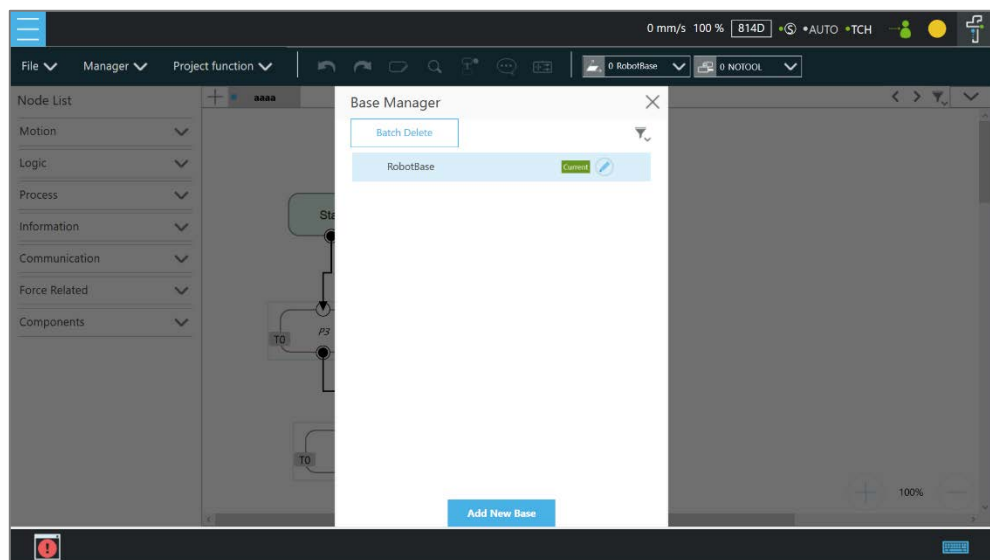 0 mm/s 100 % 814D Ⓢ AUTO TCH
File Manager Project function 0 RobotBase 0 NOTOOL
Node List
aaaa
Base Manager
Motion
Batch Delete
Logic
RobotBase Current
Process
Sta
Information
Communication
Force Related
Components
P3
T0
T0
100%
Add New Base